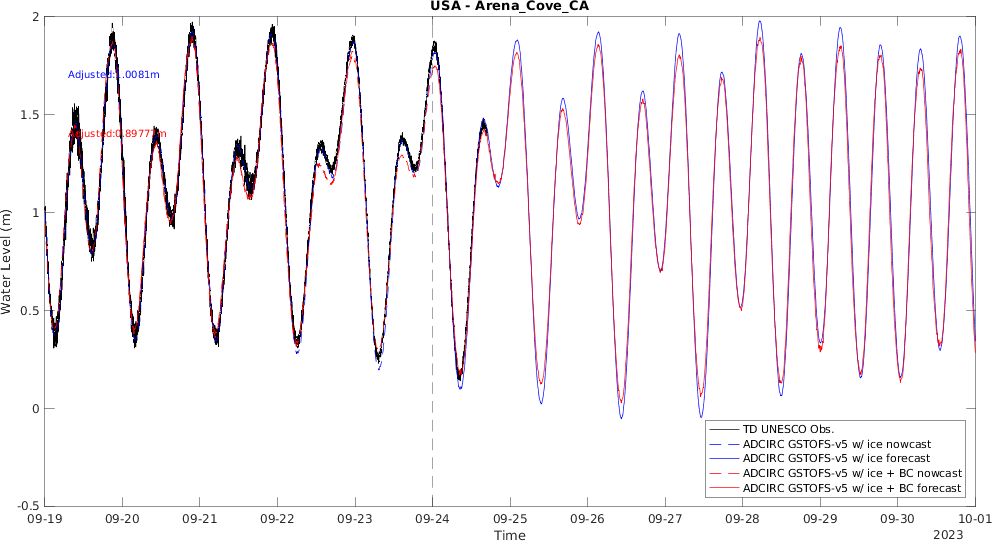 USA - Arena_Cove_CA
2
1.5
1
0.5
0
-0.5
Water Level (m)
Adjusted:1.0081m
Adjusted:0.89777m
TD UNESCO Obs.
ADCIRC GSTOFS-v5 w/ ice nowcast
ADCIRC GSTOFS-v5 w/ ice forecast
ADCIRC GSTOFS-v5 w/ ice + BC nowcast
ADCIRC GSTOFS-v5 w/ ice + BC forecast
09-19 09-20 09-21 09-22 09-23 09-24 09-25 09-26 09-27 09-28 09-29 09-30 10-01
Time
2023